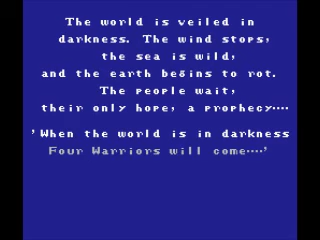 The world is veiled in
darkness. The wind stops,
the sea is wild,
and the earth begins to rot.
The people wait,
their only hope, a prophecy....
'When the world is in darkness
Four Warriors will come....'